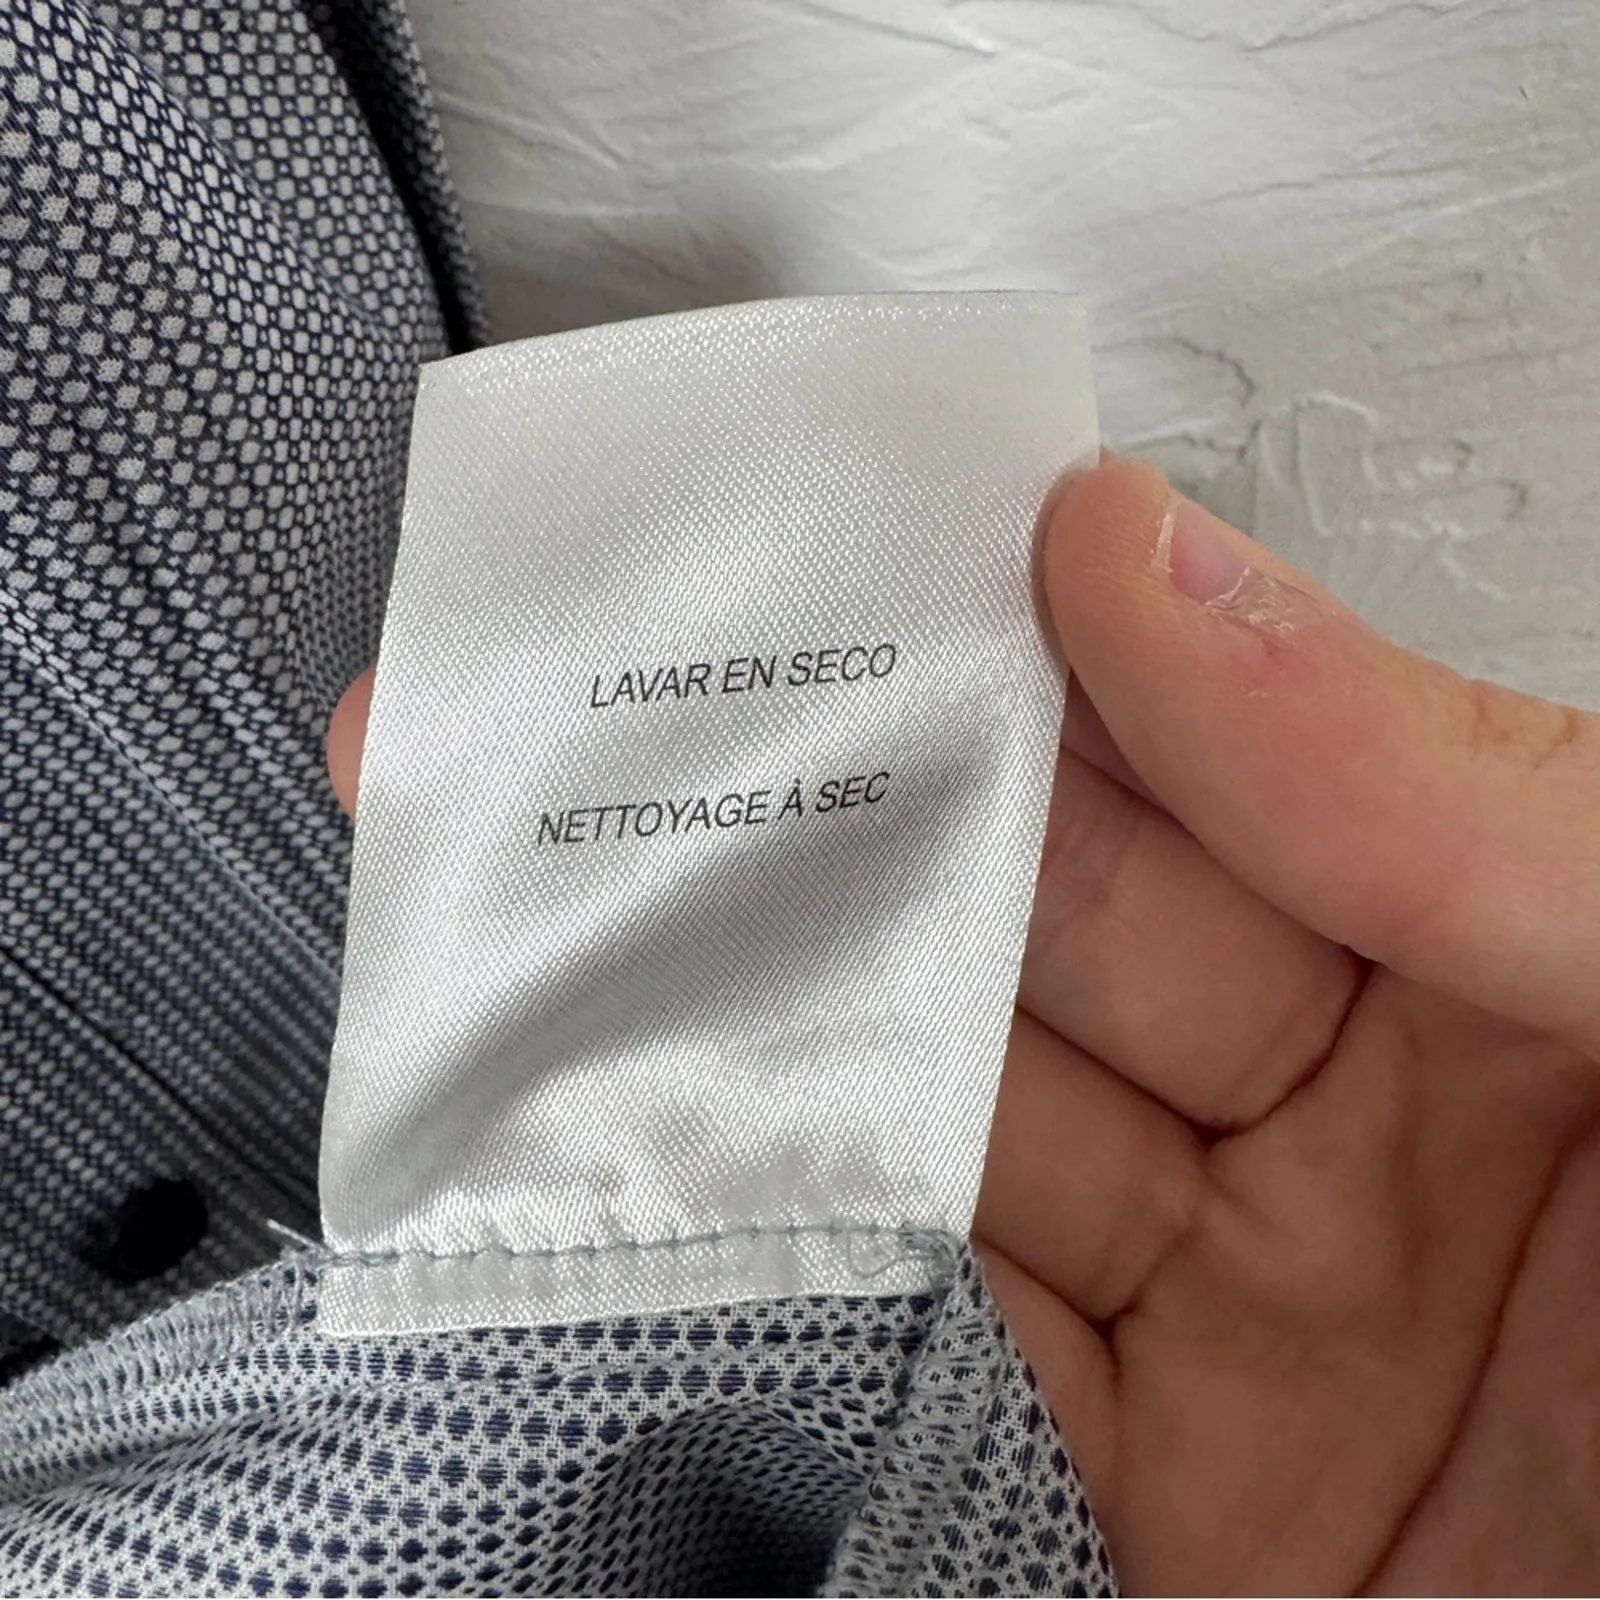 LAVAR EN SECO
NETTOYAGE À SEC